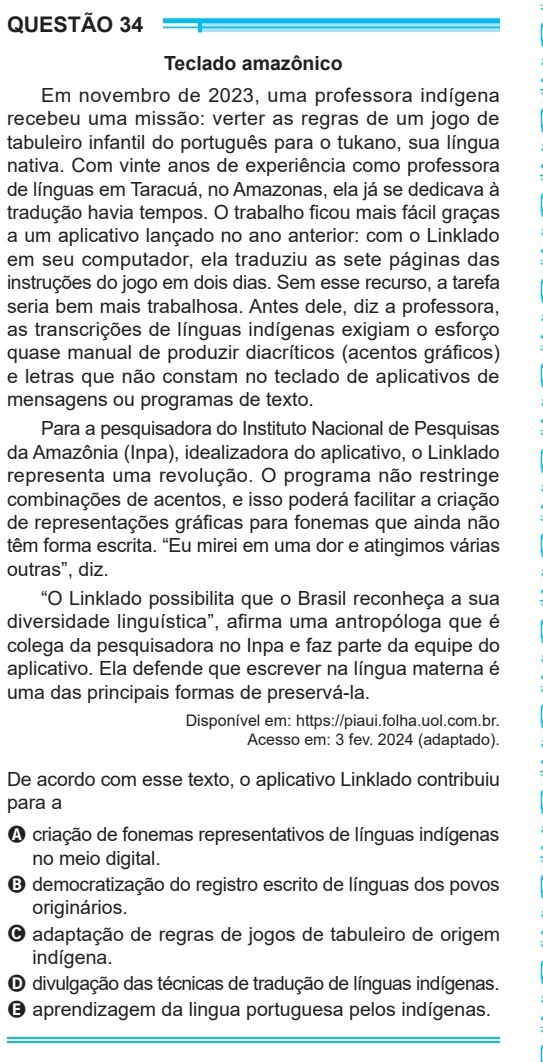 QUESTÃO 34
Teclado amazônico
Em novembro de 2023, uma professora indígena
recebeu uma missão: verter as regras de um jogo de
tabuleiro infantil do português para o tukano, sua língua
nativa. Com vinte anos de experiência como professora
de línguas em Taracuá, no Amazonas, ela já se dedicava à
tradução havia tempos. O trabalho ficou mais fácil graças
a um aplicativo lançado no ano anterior: com o Linklado
em seu computador, ela traduziu as sete páginas das
instruções do jogo em dois dias. Sem esse recurso, a tarefa
seria bem mais trabalhosa. Antes dele, diz a professora,
as transcrições de línguas indígenas exigiam o esforço
quase manual de produzir diacríticos (acentos gráficos)
e letras que não constam no teclado de aplicativos de
mensagens ou programas de texto.
Para a pesquisadora do Instituto Nacional de Pesquisas
da Amazônia (Inpa), idealizadora do aplicativo, o Linklado
representa uma revolução. O programa não restringe
combinações de acentos, e isso poderá facilitar a criação
de representações gráficas para fonemas que ainda não
têm forma escrita. “Eu mirei em uma dor e atingimos várias
outras”, diz.
“O Linklado possibilita que o Brasil reconheça a sua
diversidade linguística”, afirma uma antropóloga que é
colega da pesquisadora no Inpa e faz parte da equipe do
aplicativo. Ela defende que escrever na língua materna é
uma das principais formas de preservá-la.
Disponível em: https://piaui.folha.uol.com.br.
Acesso em: 3 fev. 2024 (adaptado).
De acordo com esse texto, o aplicativo Linklado contribuiu
para a
A criação de fonemas representativos de línguas indígenas
no meio digital.
B democratização do registro escrito de línguas dos povos
originários.
C adaptação de regras de jogos de tabuleiro de origem
indígena.
D divulgação das técnicas de tradução de línguas indígenas.
E aprendizagem da lingua portuguesa pelos indígenas.